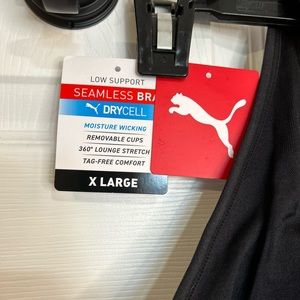 LOW SUPPORT
SEAMLESS BRA
DRYCELL
MOISTURE WICKING
REMOVABLE CUPS
360° LOUNGE STRETCH
TAG-FREE COMFORT
X LARGE